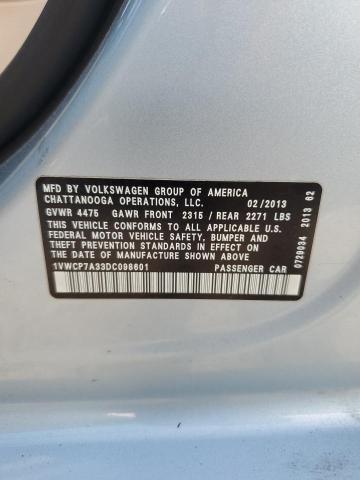 MFD BY VOLKSWAGEN GROUP OF AMERICA
CHATTANOOGA OPERATIONS, LLC. 02/2013
GVWR 4475 GAWR FRONT 2315 / REAR 2271 LBS
THIS VEHICLE CONFORMS TO ALL APPLICABLE U.S.
FEDERAL MOTOR VEHICLE SAFETY, BUMPER AND
THEFT PREVENTION STANDARDS IN EFFECT ON
THE DATE OF MANUFACTURE SHOWN ABOVE
1VWCP7A33DC098601 PASSENGER CAR
0729034 2013 02